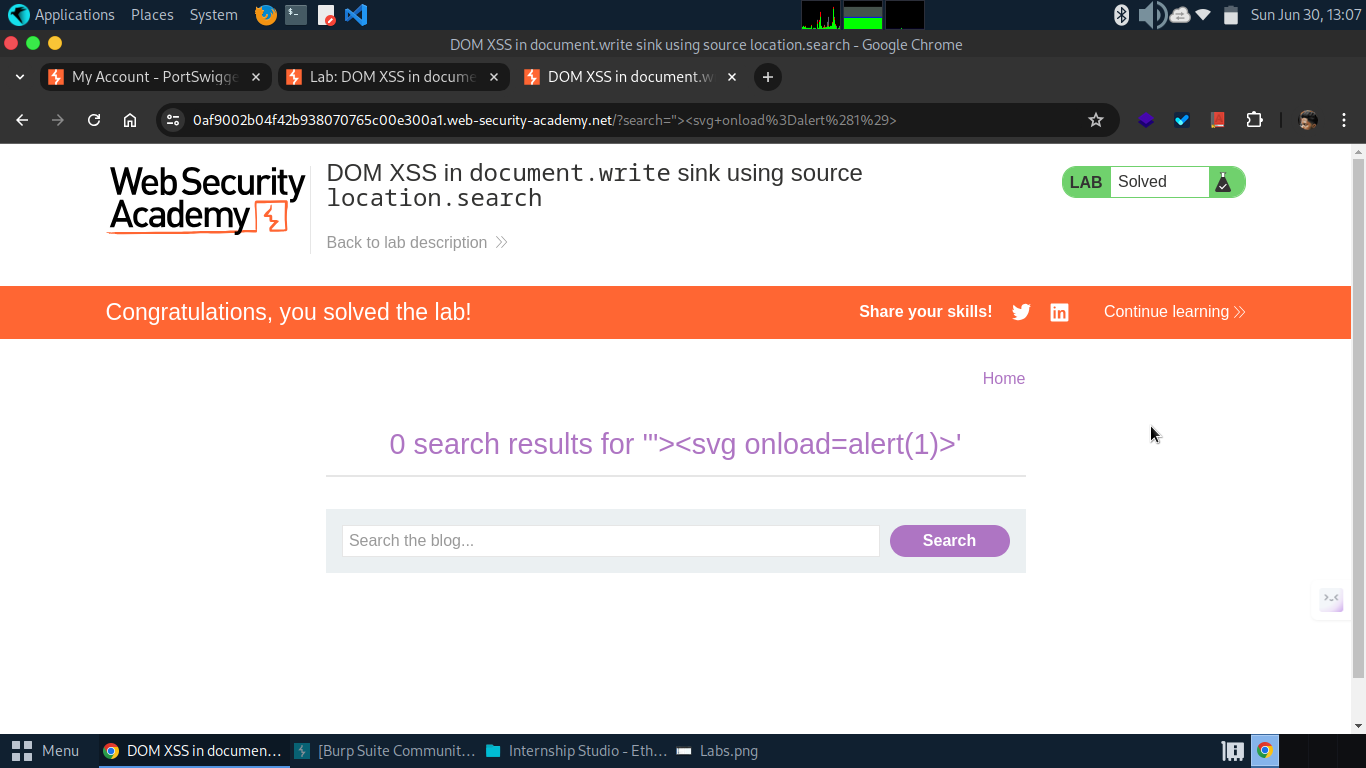 Applications Places System Sun Jun 30, 13:07
DOM XSS in document.write sink using source location.search - Google Chrome
My Account - PortSwigge Lab: DOM XSS in docume DOM XSS in document.w
0af9002b04f42b938070765c00e300a1.web-security-academy.net/?search="><svg+onload%3Dalert%281%29>
Web Security
Academy
DOM XSS in document.write sink using source
location.search
Back to lab description
LAB Solved
Congratulations, you solved the lab! Share your skills! Continue learning
Home
0 search results for '"><svg onload=alert(1)>'
Search the blog... Search
Menu DOM XSS in documen... [Burp Suite Communit... Internship Studio - Eth... Labs.png